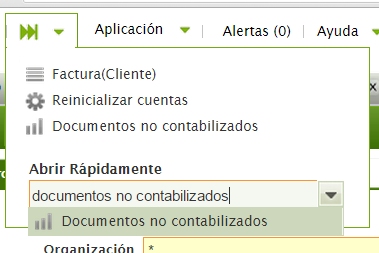 Aplicación Alertas (0) Ayuda
Factura(Cliente)
Reinicializar cuentas
Documentos no contabilizados
Abrir Rápidamente
documentos no contabilizados
Documentos no contabilizados
Organización *